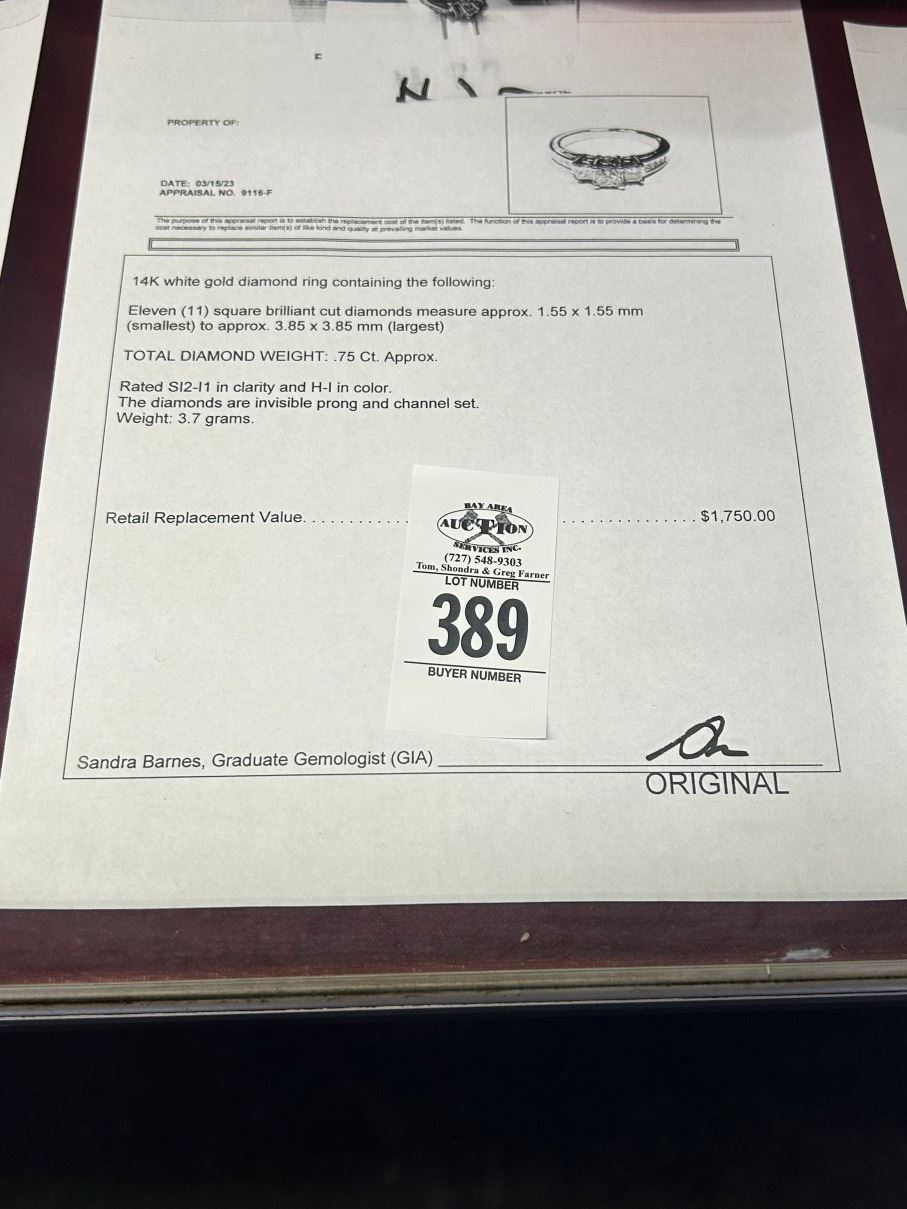 F
PROPERTY OF:
DATE: 03/15/23
APPRAISAL NO. 9116-F
The purpose of this appraisal report is to establish the replacement cost of the item(s) listed. The function of this appraisal report is to provide a basis for determining the
cost necessary to replace similar item(s) of like kind and quality at prevailing market values.
14K white gold diamond ring containing the following:
Eleven (11) square brilliant cut diamonds measure approx. 1.55 x 1.55 mm
(smallest) to approx. 3.85 x 3.85 mm (largest)
TOTAL DIAMOND WEIGHT: .75 Ct. Approx.
Rated SI2-I1 in clarity and H-I in color.
The diamonds are invisible prong and channel set.
Weight: 3.7 grams.
Retail Replacement Value. . . . . . . . . . . . . . . . . . . . . . . . . $1,750.00
BAY AREA
AUCTION
SERVICES INC.
(727) 548-9303
Tom, Shondra & Greg Farner
LOT NUMBER
389
BUYER NUMBER
Sandra Barnes, Graduate Gemologist (GIA)
ORIGINAL